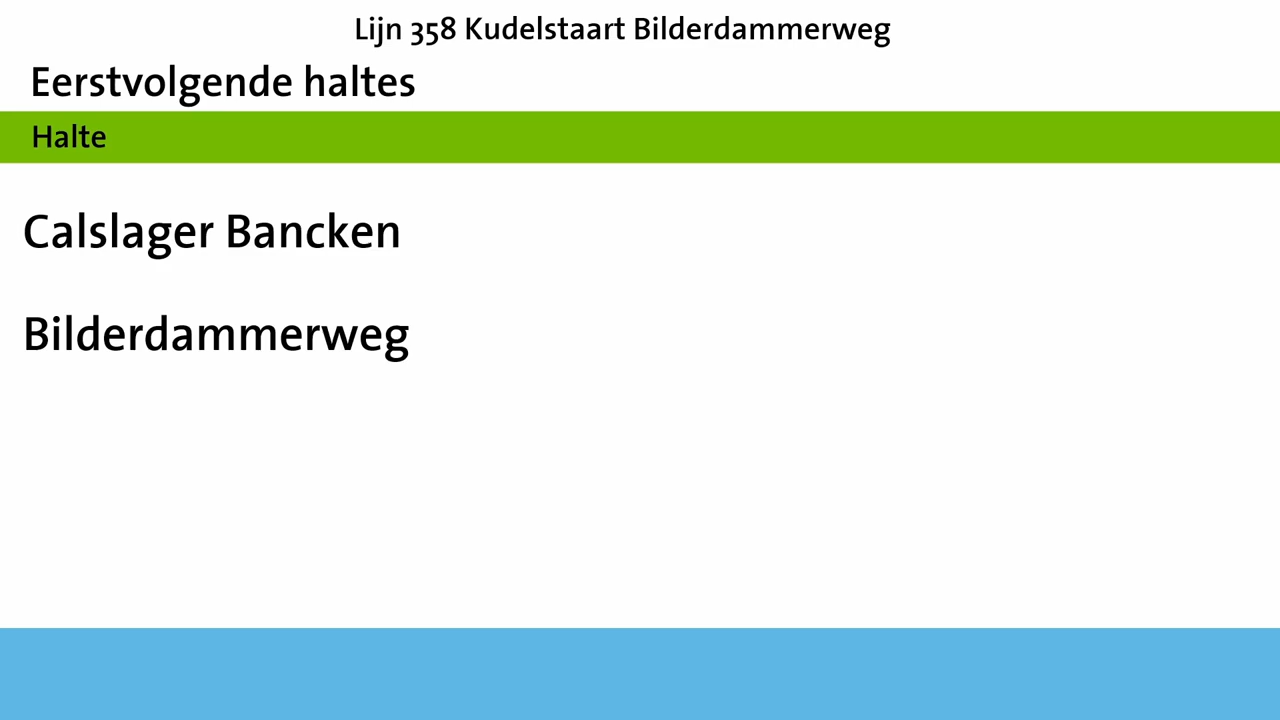 Lijn 358 Kudelstaart Bilderdammerweg
Eerstvolgende haltes
Halte
Calslager Bancken
Bilderdammerweg